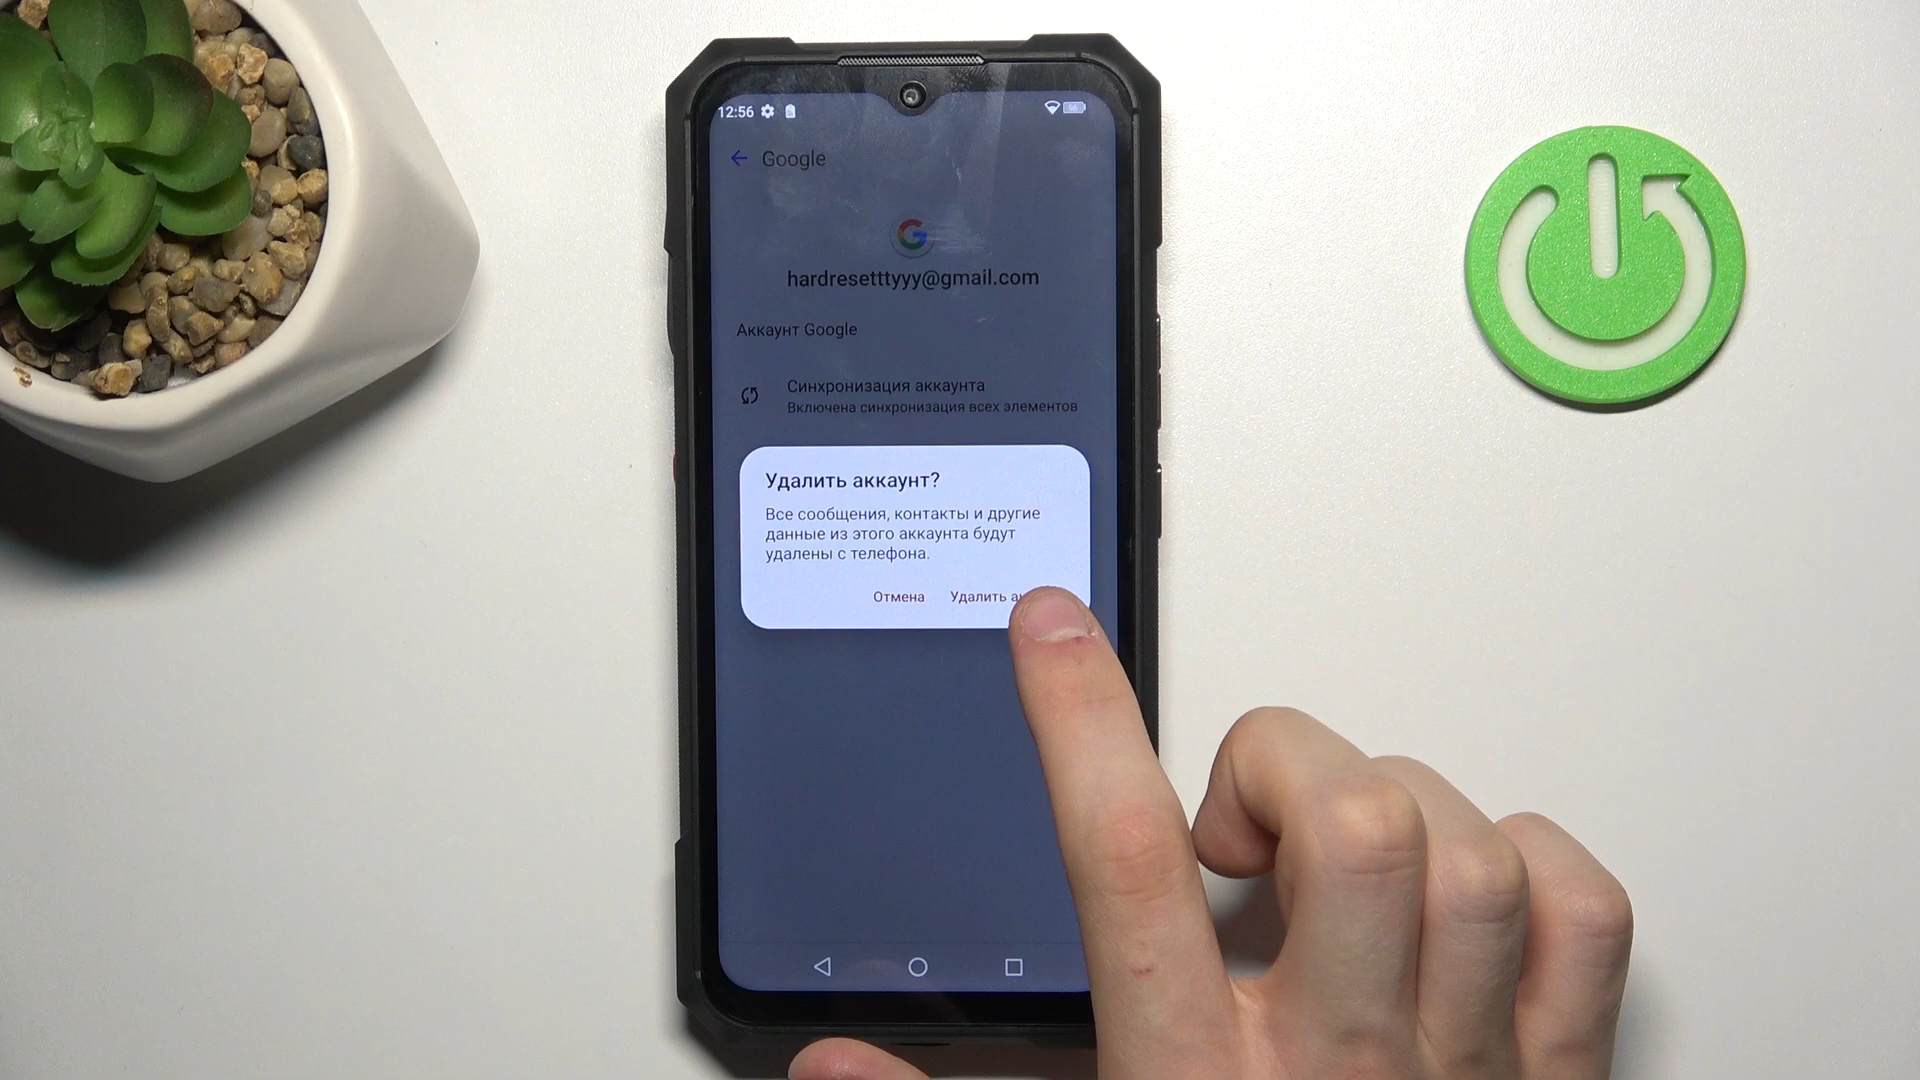 12:56
Google
hardresetttyyy@gmail.com
Аккаунт Google
Синхронизация аккаунта
Включена синхронизация всех элементов
Удалить аккаунт?
Все сообщения, контакты и другие
данные из этого аккаунта будут
удалены с телефона.
Отмена Удалить